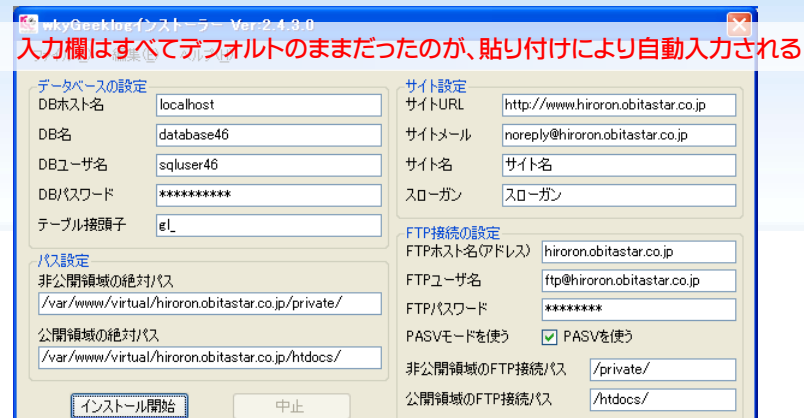 wkyGeeklogインストーラー Ver:2.4.3.0
入力欄はすべてデフォルトのままだったのが、貼り付けにより自動入力される
データベースの設定
DBホスト名 localhost
DB名 database46
DBユーザ名 sqluser46
DBパスワード **********
テーブル接頭子 gl_
パス設定
非公開領域の絶対パス
/var/www/virtual/hiroron.obitastar.co.jp/private/
公開領域の絶対パス
/var/www/virtual/hiroron.obitastar.co.jp/htdocs/
インストール開始 中止
サイト設定
サイトURL http://www.hiroron.obitastar.co.jp
サイトメール noreply@hiroron.obitastar.co.jp
サイト名 サイト名
スローガン スローガン
FTP接続の設定
FTPホスト名(アドレス) hiroron.obitastar.co.jp
FTPユーザ名 ftp@hiroron.obitastar.co.jp
FTPパスワード ********
PASVモードを使う PASVを使う
非公開領域のFTP接続パス /private/
公開領域のFTP接続パス /htdocs/